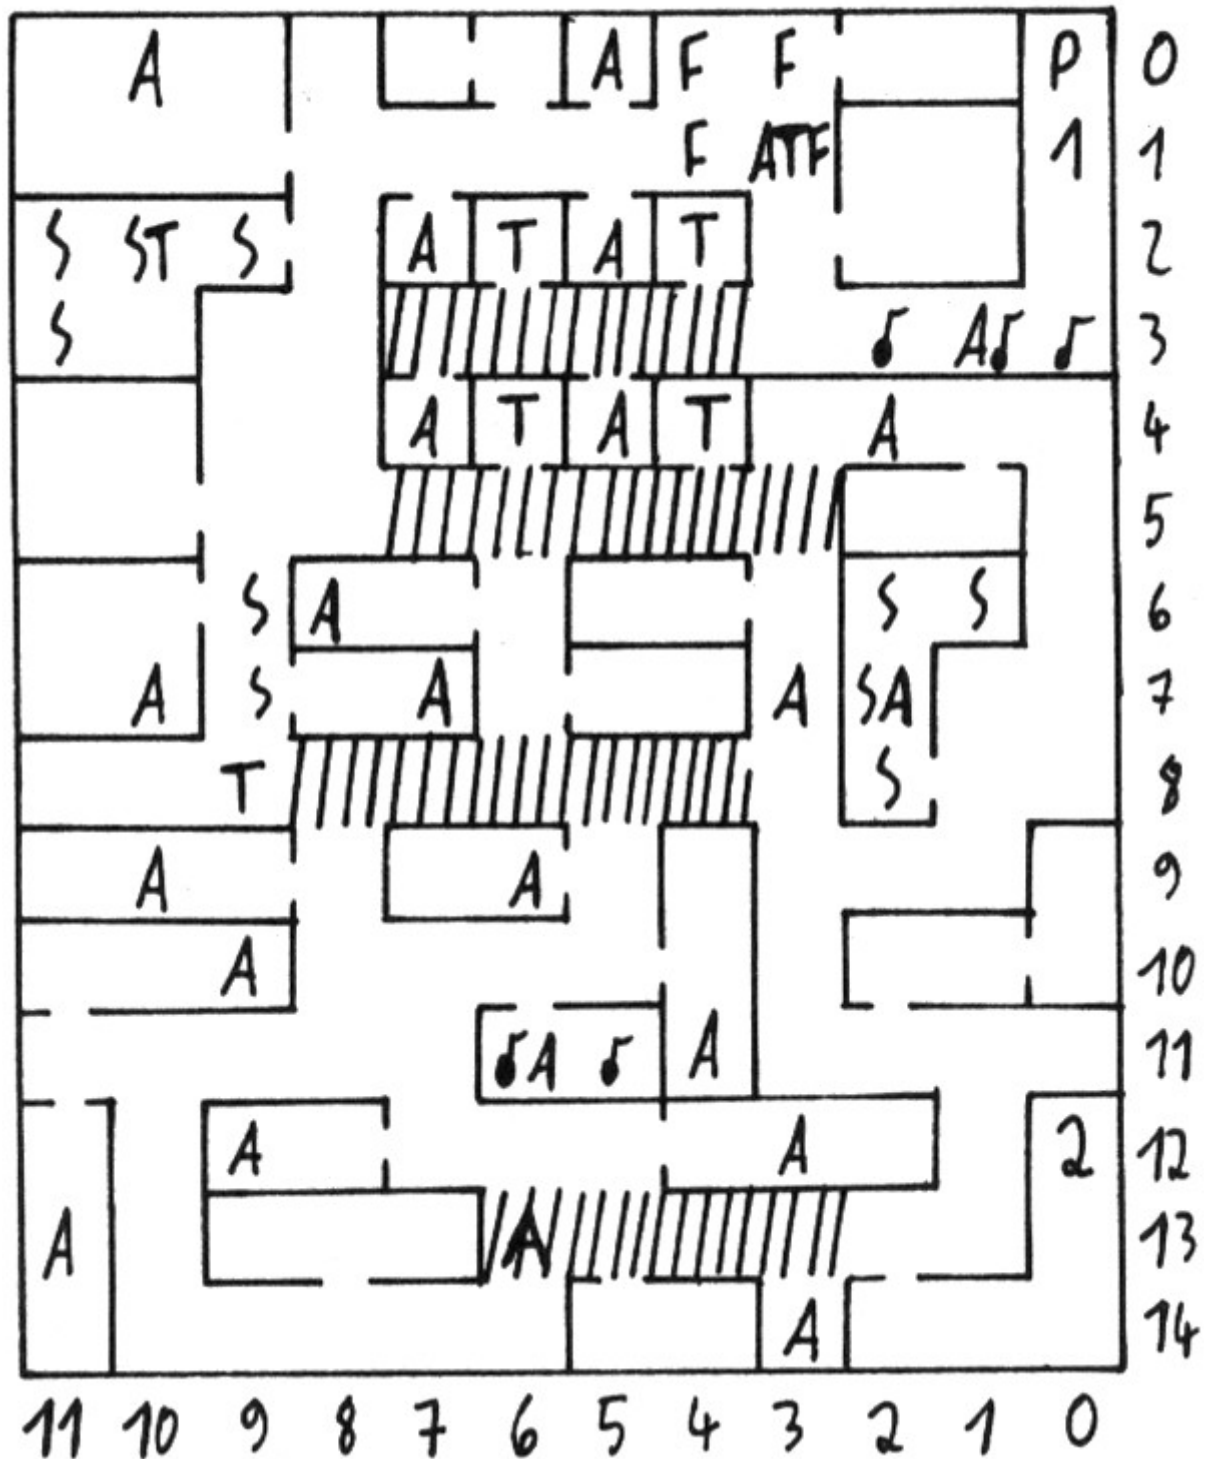 A A F F P 0
F ATF 1 1
S ST S A T A T 2
S ♪ A♪ ♪ 3
A T A T A 4
5
S A S S 6
A S A A SA 7
T S 8
A A 9
A 10
♪A ♪ A 11
A A 2 12
A A 13
A 14
11 10 9 8 7 6 5 4 3 2 1 0